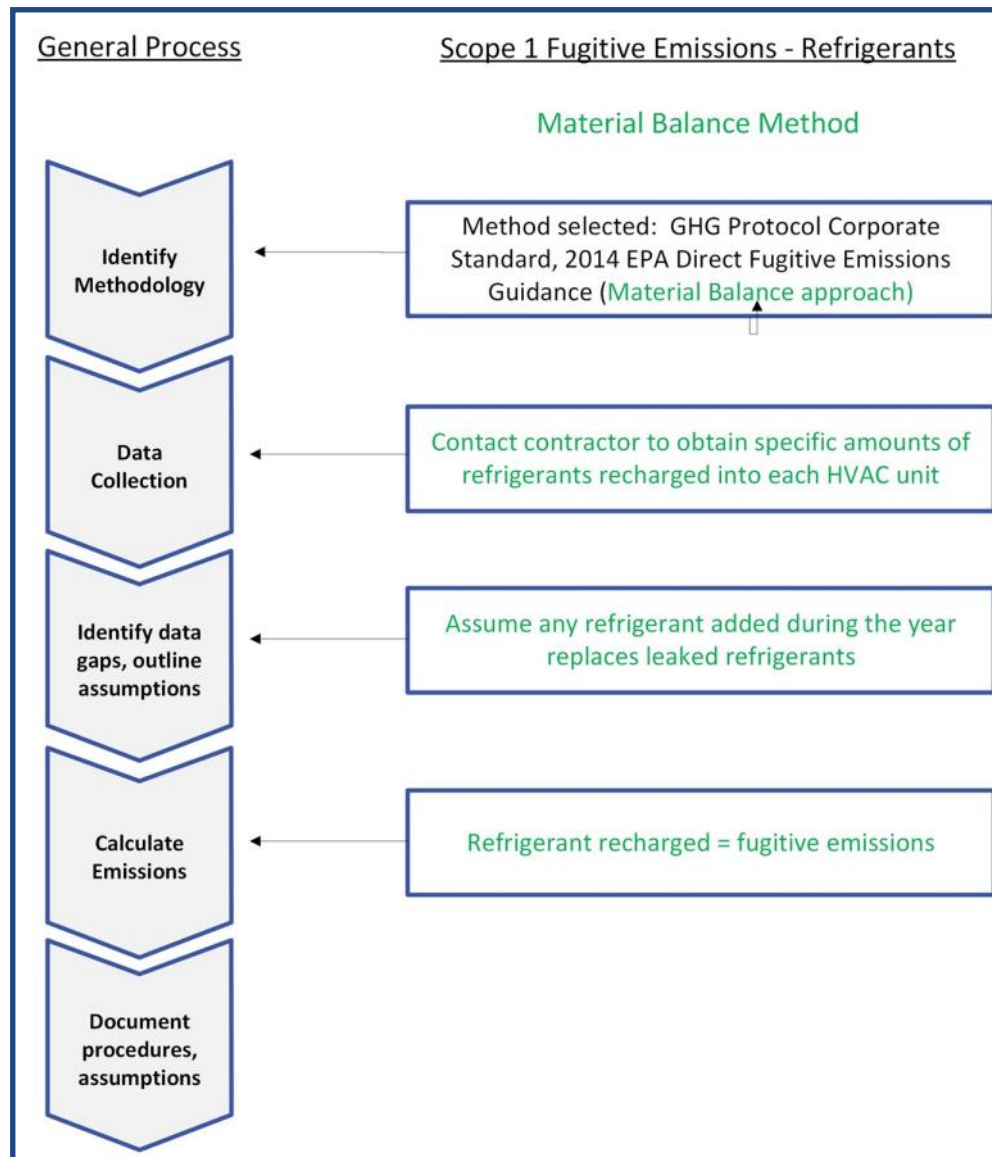 General Process
Scope 1 Fugitive Emissions - Refrigerants
Material Balance Method
Identify
Methodology
Method selected:  GHG Protocol Corporate
Standard, 2014 EPA Direct Fugitive Emissions
Guidance (Material Balance approach)
Data
Collection
Contact contractor to obtain specific amounts of
refrigerants recharged into each HVAC unit
Identify data
gaps, outline
assumptions
Assume any refrigerant added during the year
replaces leaked refrigerants
Calculate
Emissions
Refrigerant recharged = fugitive emissions
Document
procedures,
assumptions